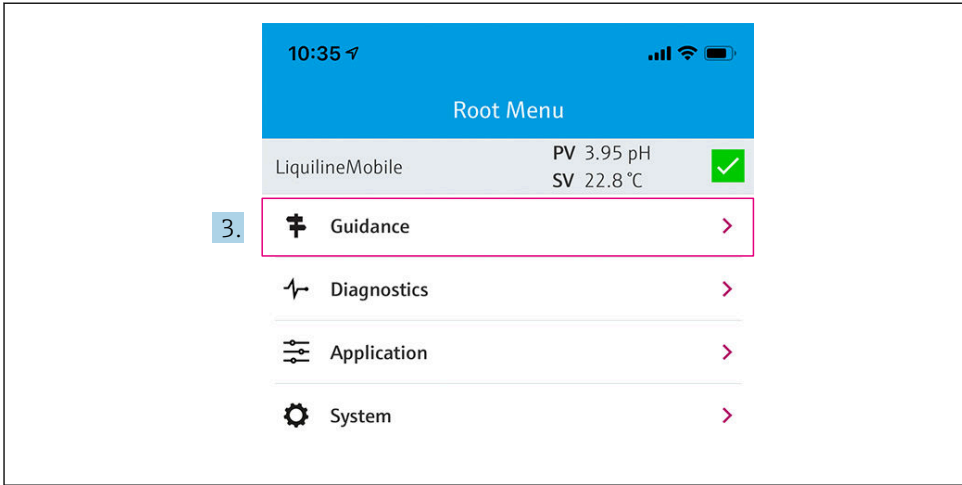 10:35
Root Menu
LiquilineMobile
PV 3.95 pH
SV 22.8 °C
3.
Guidance
Diagnostics
Application
System